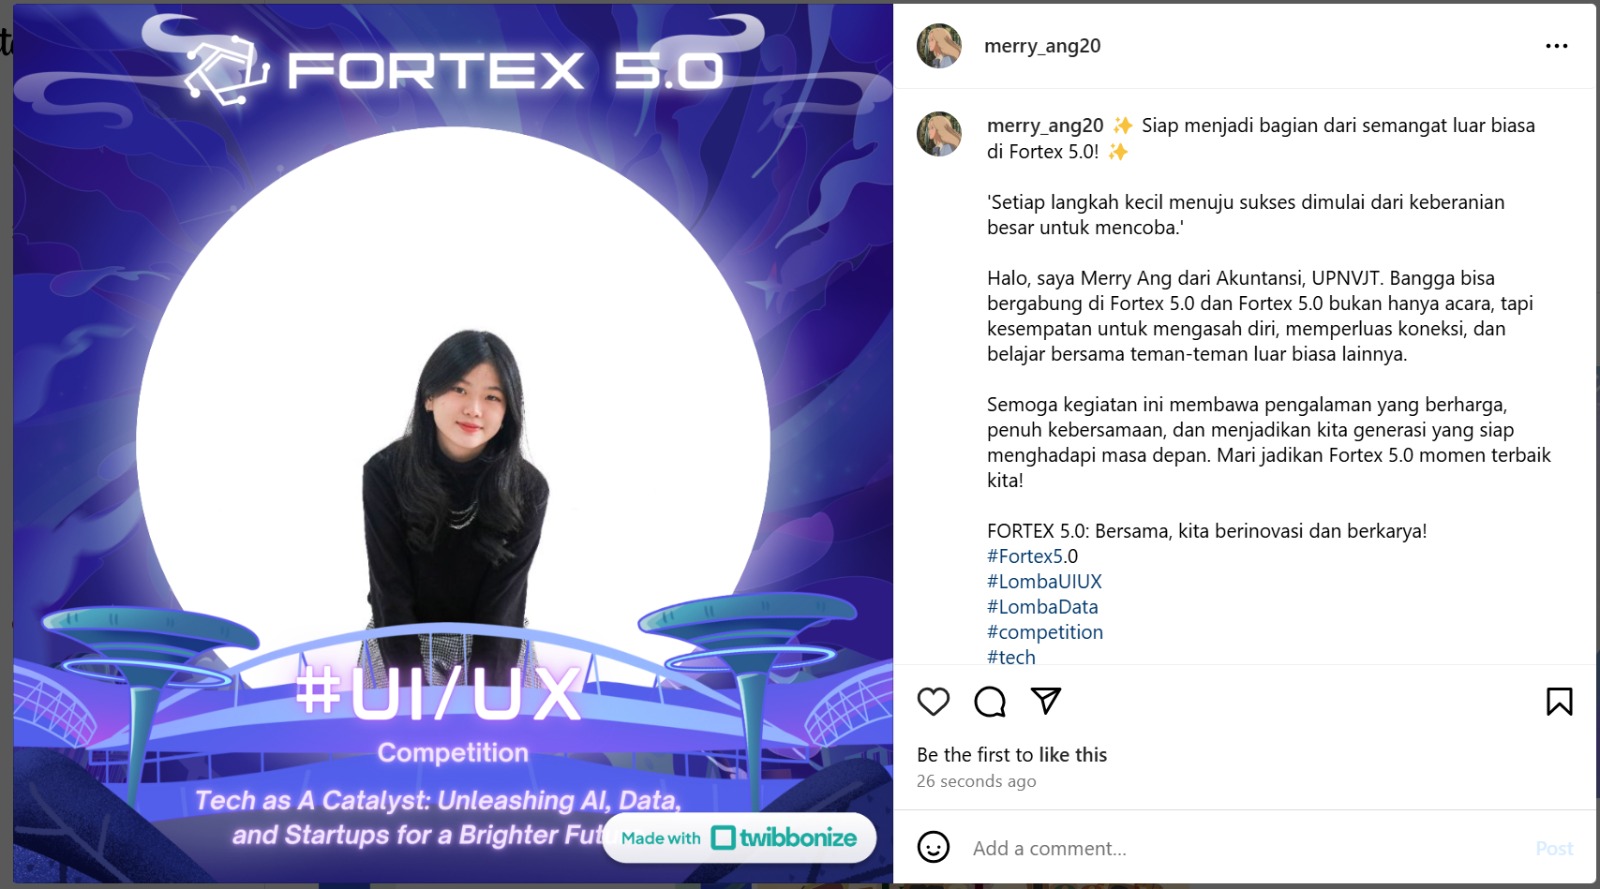 FORTEX 5.0
#UI/UX
Competition
Tech as A Catalyst: Unleashing AI, Data,
and Startups for a Brighter
Made with twibbonize
merry_ang20
merry_ang20 ✨ Siap menjadi bagian dari semangat luar biasa
di Fortex 5.0! ✨
'Setiap langkah kecil menuju sukses dimulai dari keberanian
besar untuk mencoba.'
Halo, saya Merry Ang dari Akuntansi, UPNVJT. Bangga bisa
bergabung di Fortex 5.0 dan Fortex 5.0 bukan hanya acara, tapi
kesempatan untuk mengasah diri, memperluas koneksi, dan
belajar bersama teman-teman luar biasa lainnya.
Semoga kegiatan ini membawa pengalaman yang berharga,
penuh kebersamaan, dan menjadikan kita generasi yang siap
menghadapi masa depan. Mari jadikan Fortex 5.0 momen terbaik
kita!
FORTEX 5.0: Bersama, kita berinovasi dan berkarya!
#Fortex5.0
#LombaUIUX
#LombaData
#competition
#tech
Be the first to like this
26 seconds ago
Add a comment...
Post